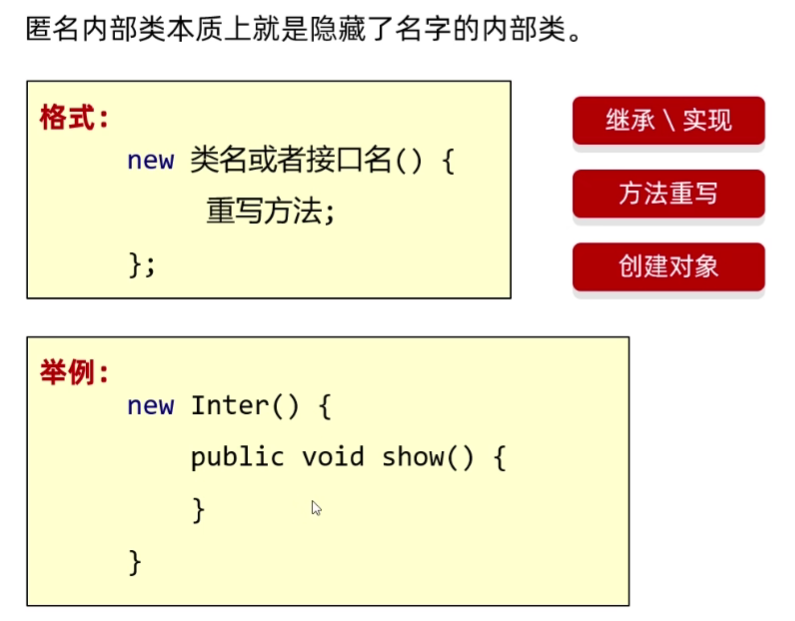 匿名内部类本质上就是隐藏了名字的内部类。
格式：
new 类名或者接口名() {
重写方法;
};
继承 \ 实现
方法重写
创建对象
举例：
new Inter() {
public void show() {
}
}